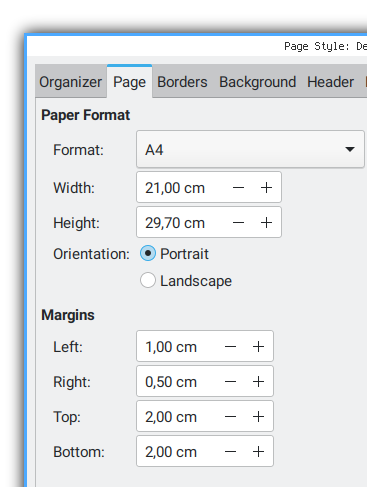 Page Style: De
Organizer Page Borders Background Header
Paper Format
Format: A4
Width: 21,00 cm − +
Height: 29,70 cm − +
Orientation: Portrait
Landscape
Margins
Left: 1,00 cm − +
Right: 0,50 cm − +
Top: 2,00 cm − +
Bottom: 2,00 cm − +